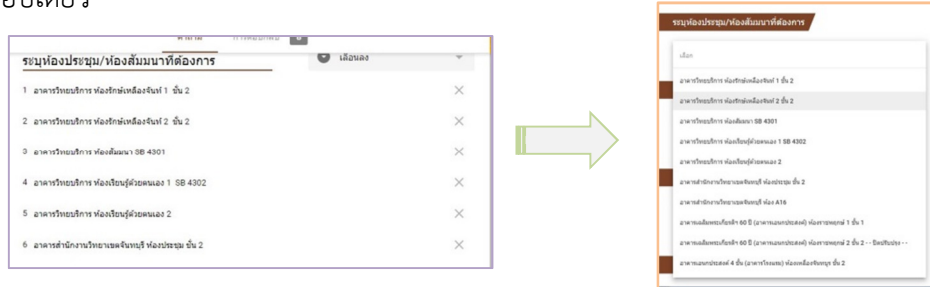 ระบุห้องประชุม/ห้องสัมมนาที่ต้องการ
เลื่อนลง
1 อาคารวิทยบริการ ห้องรักษ์เหลืองจันท์ 1 ชั้น 2
2 อาคารวิทยบริการ ห้องรักษ์เหลืองจันท์ 2 ชั้น 2
3 อาคารวิทยบริการ ห้องสัมมนา SB 4301
4 อาคารวิทยบริการ ห้องเรียนรู้ด้วยตนเอง 1 SB 4302
5 อาคารวิทยบริการ ห้องเรียนรู้ด้วยตนเอง 2
6 อาคารสำนักงานวิทยาเขตจันทบุรี ห้องประชุม ชั้น 2
ระบุห้องประชุม/ห้องสัมมนาที่ต้องการ
เลือก
อาคารวิทยบริการ ห้องรักษ์เหลืองจันท์ 1 ชั้น 2
อาคารวิทยบริการ ห้องรักษ์เหลืองจันท์ 2 ชั้น 2
อาคารวิทยบริการ ห้องสัมมนา SB 4301
อาคารวิทยบริการ ห้องเรียนรู้ด้วยตนเอง 1 SB 4302
อาคารวิทยบริการ ห้องเรียนรู้ด้วยตนเอง 2
อาคารสำนักงานวิทยาเขตจันทบุรี ห้องประชุม ชั้น 2
อาคารสำนักงานวิทยาเขตจันทบุรี ห้อง A16
อาคารเฉลิมพระเกียรติฯ 60 ปี (อาคารเอนกประสงค์) ห้องราชพฤกษ์ 1 ชั้น 1
อาคารเฉลิมพระเกียรติฯ 60 ปี (อาคารเอนกประสงค์) ห้องราชพฤกษ์ 2 ชั้น 2 - - ปิดปรับปรุง - -
อาคารเอนกประสงค์ 4 ชั้น (อาคารโรงแรม) ห้องเหลืองจันทบูร ชั้น 2